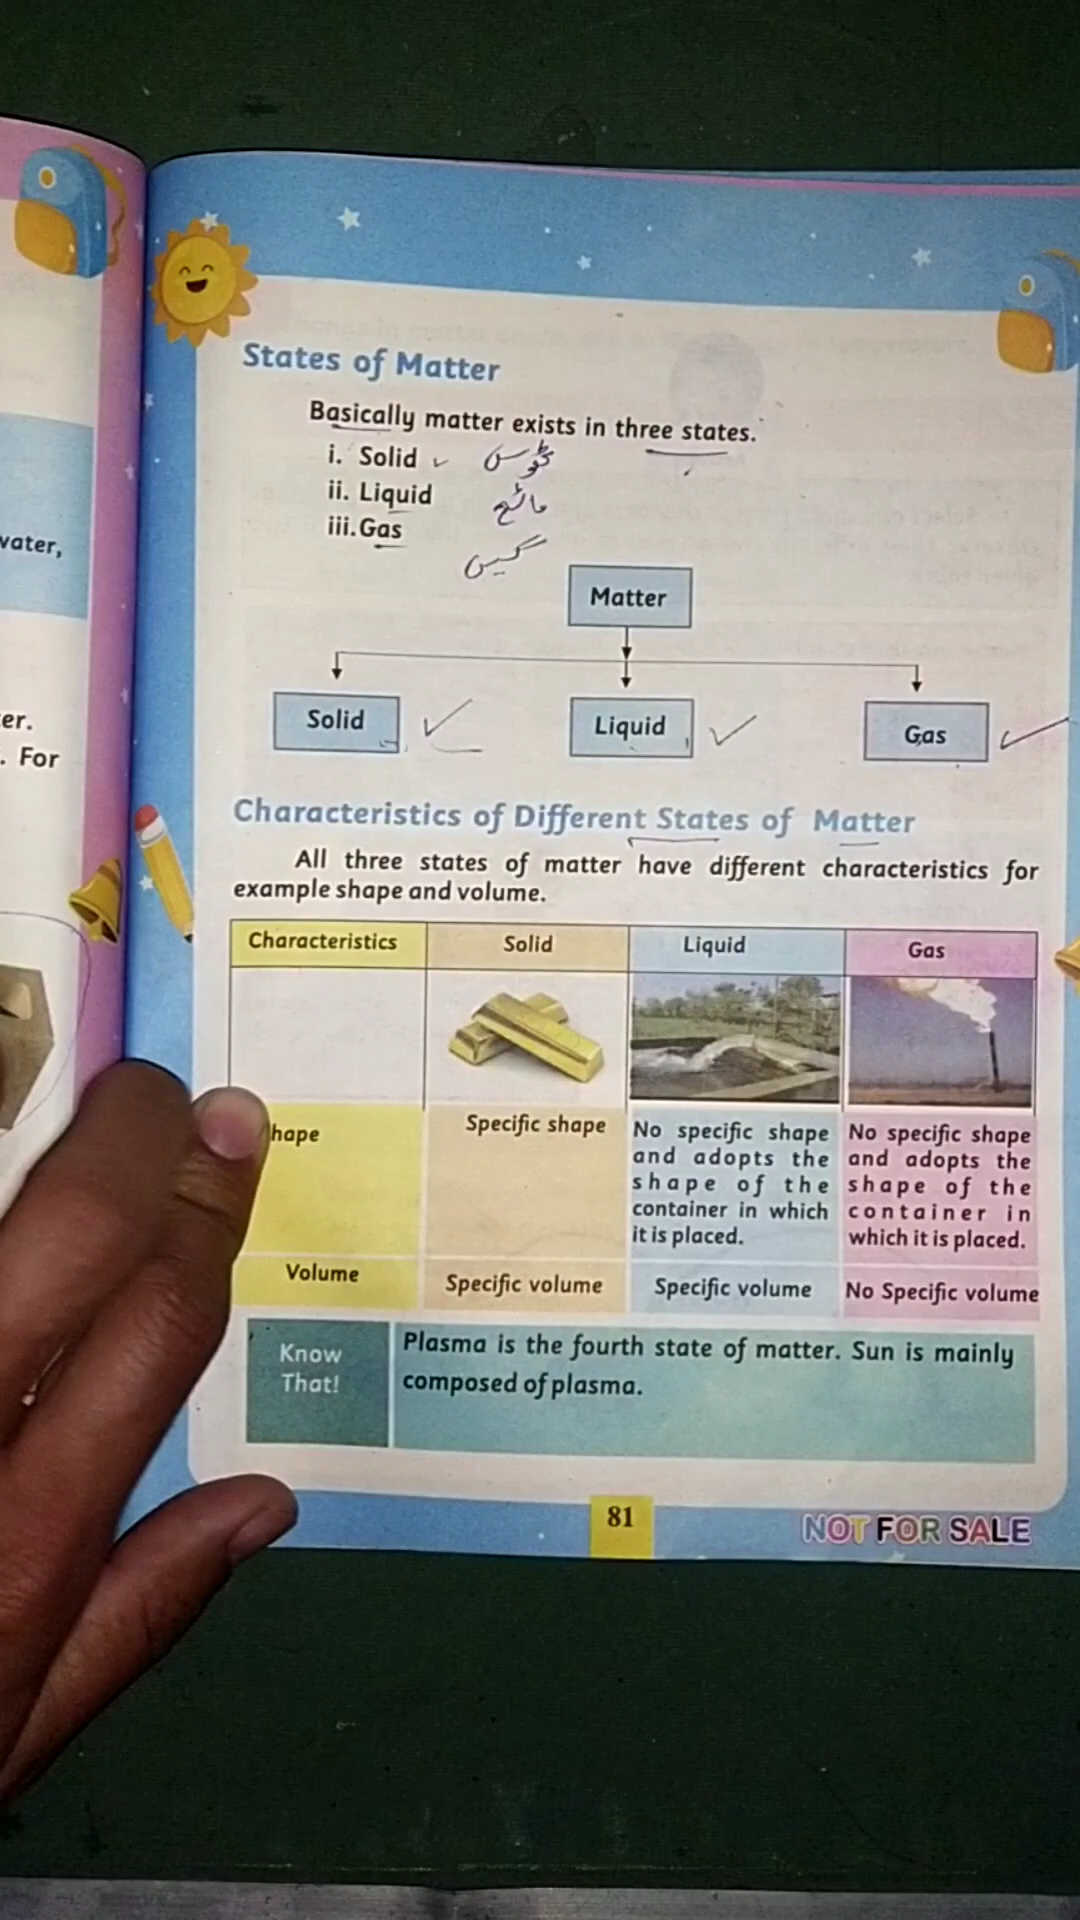 water,
er.
. For
States of Matter
Basically matter exists in three states.
i. Solid ٹھوس
ii. Liquid مائع
iii. Gas گیس
Matter
Solid
Liquid
Gas
Characteristics of Different States of Matter
All three states of matter have different characteristics for
example shape and volume.
Characteristics Solid Liquid Gas
hape
Specific shape
No specific shape
and adopts the
shape of the
container in which
it is placed.
No specific shape
and adopts the
shape of the
container in
which it is placed.
Volume Specific volume Specific volume No Specific volume
Know
That!
Plasma is the fourth state of matter. Sun is mainly
composed of plasma.
81
NOT FOR SALE